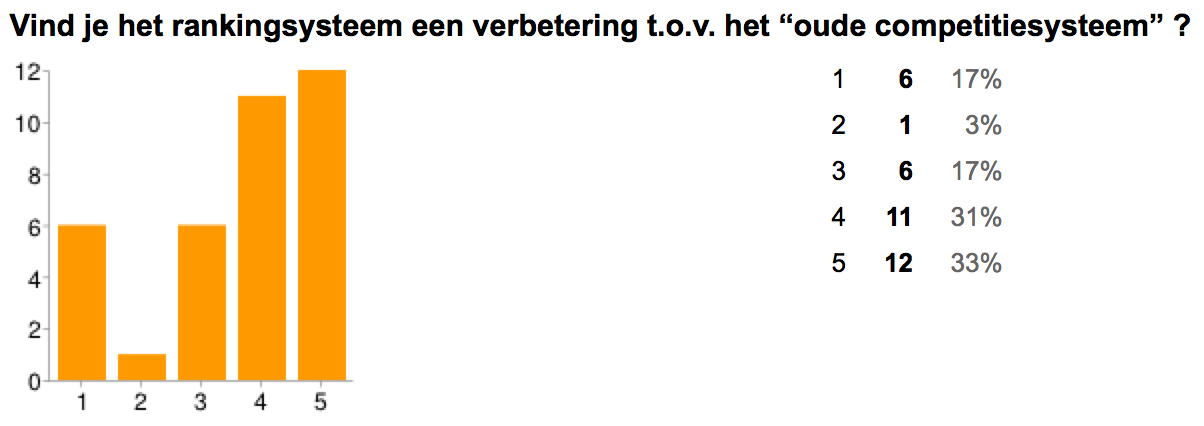 Vind je het rankingsysteem een verbetering t.o.v. het “oude competitiesysteem” ?
12
10
8
6
4
2
0
1 2 3 4 5
1 6 17%
2 1 3%
3 6 17%
4 11 31%
5 12 33%